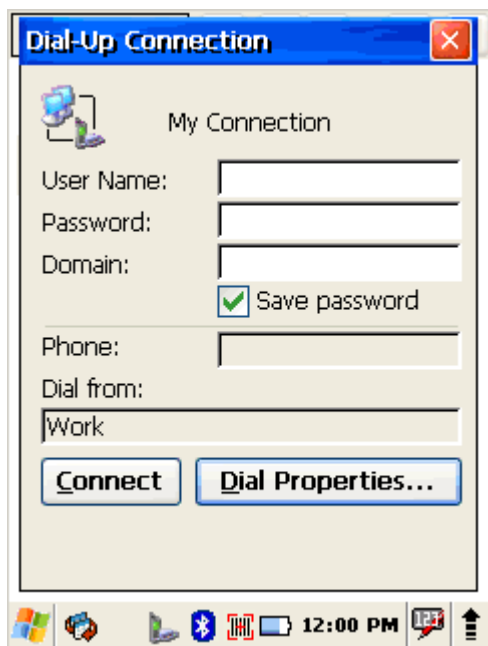 Dial-Up Connection
My Connection
User Name:
Password:
Domain:
Save password
Phone:
Dial from:
Work
Connect
Dial Properties...
12:00 PM
123